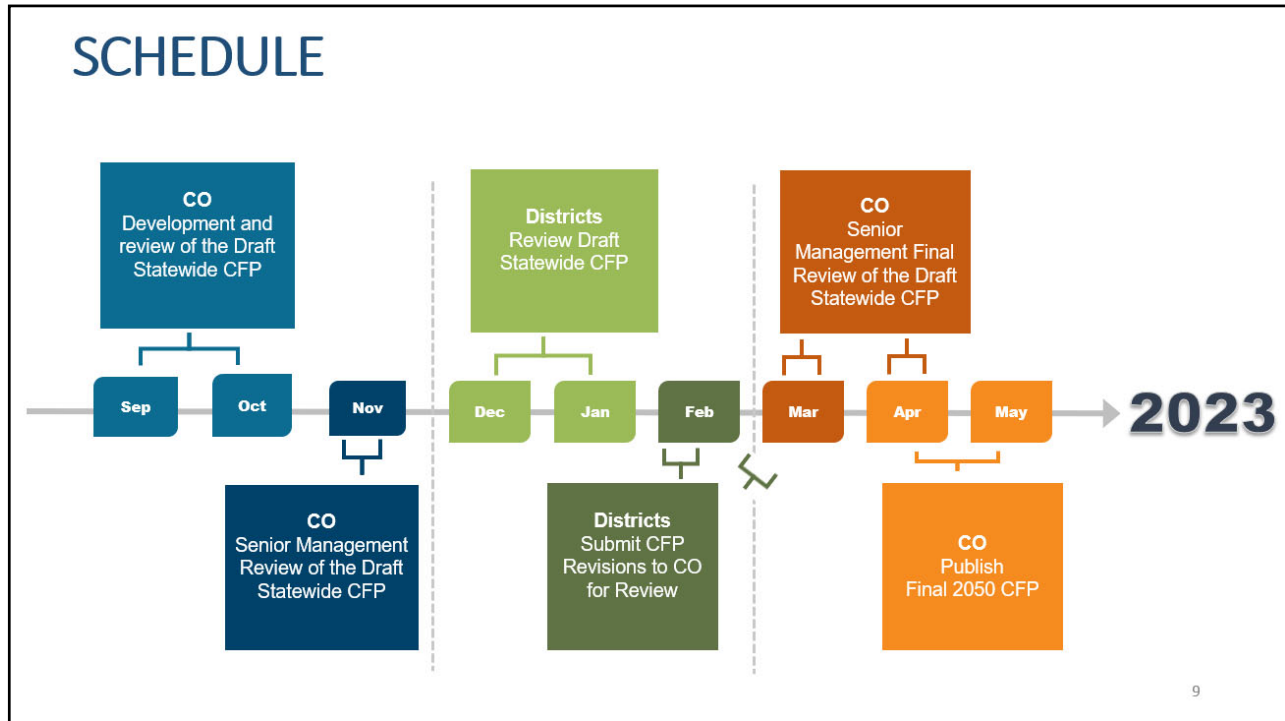 SCHEDULE
CO
Development and
review of the Draft
Statewide CFP
Districts
Review Draft
Statewide CFP
CO
Senior
Management Final
Review of the Draft
Statewide CFP
Sep
Oct
Nov
Dec
Jan
Feb
Mar
Apr
May
2023
CO
Senior Management
Review of the Draft
Statewide CFP
Districts
Submit CFP
Revisions to CO
for Review
CO
Publish
Final 2050 CFP
9